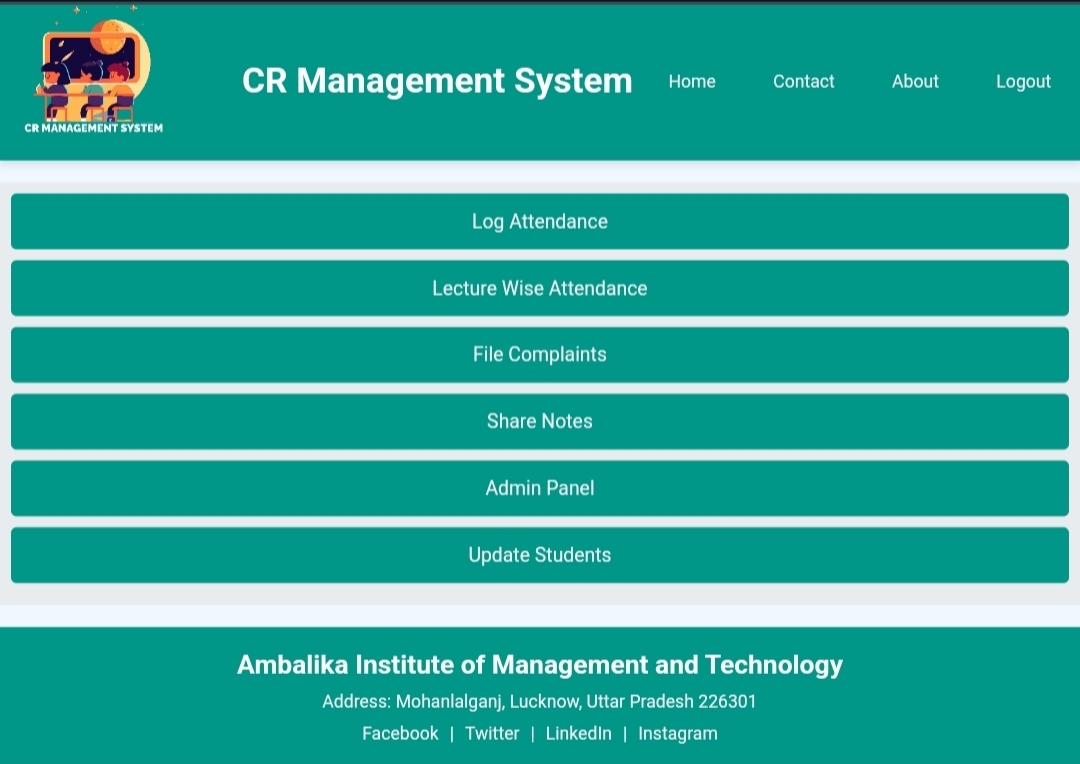 CR MANAGEMENT SYSTEM
CR Management System Home Contact About Logout
Log Attendance
Lecture Wise Attendance
File Complaints
Share Notes
Admin Panel
Update Students
Ambalika Institute of Management and Technology
Address: Mohanlalganj, Lucknow, Uttar Pradesh 226301
Facebook | Twitter | LinkedIn | Instagram